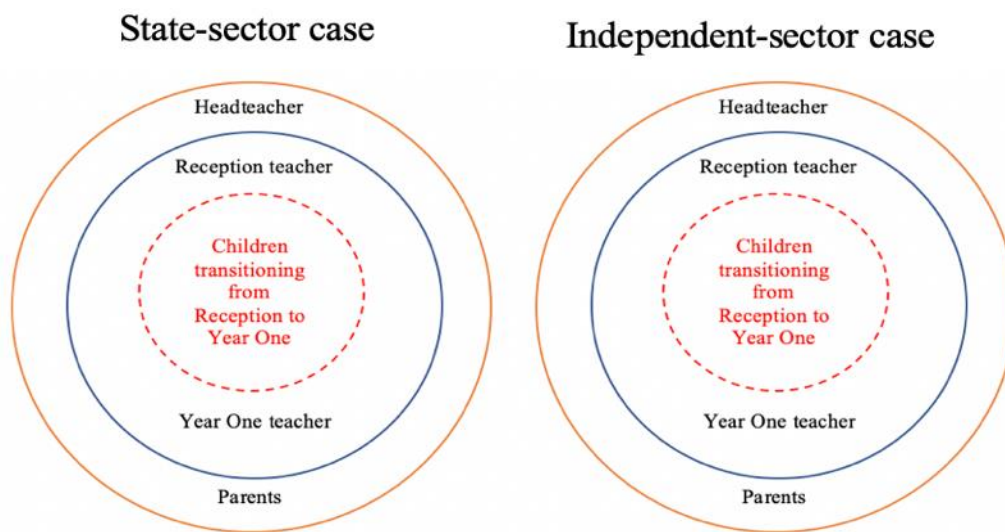 State-sector case
Headteacher
Reception teacher
Children
transitioning
from
Reception to
Year One
Year One teacher
Parents
Independent-sector case
Headteacher
Reception teacher
Children
transitioning
from
Reception to
Year One
Year One teacher
Parents